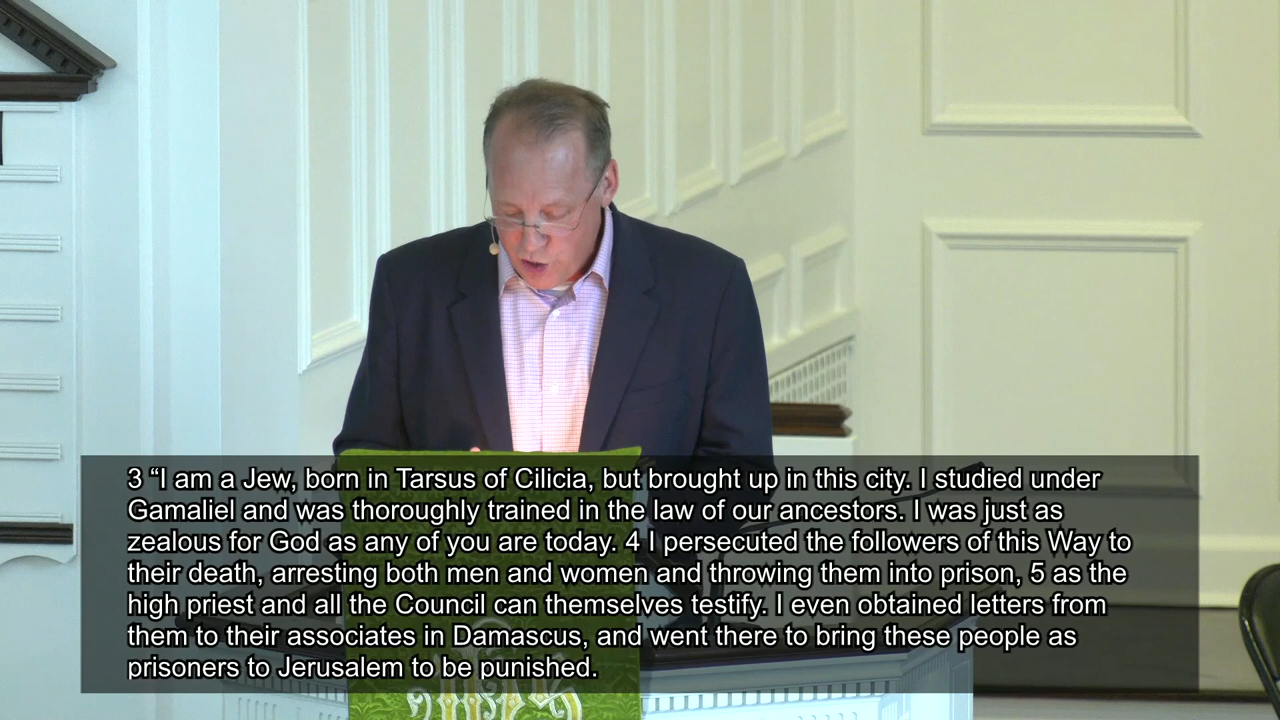 3 “I am a Jew, born in Tarsus of Cilicia, but brought up in this city. I studied under
Gamaliel and was thoroughly trained in the law of our ancestors. I was just as
zealous for God as any of you are today. 4 I persecuted the followers of this Way to
their death, arresting both men and women and throwing them into prison, 5 as the
high priest and all the Council can themselves testify. I even obtained letters from
them to their associates in Damascus, and went there to bring these people as
prisoners to Jerusalem to be punished.